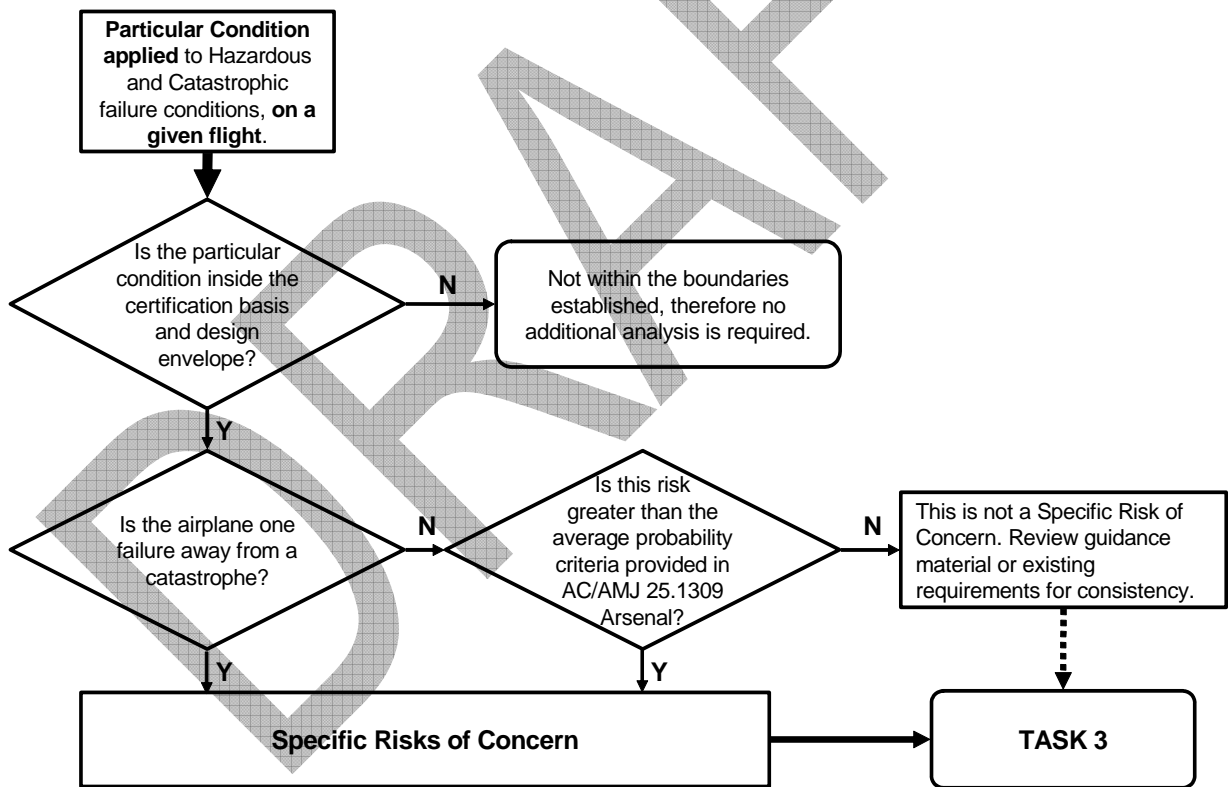 Particular Condition
applied to Hazardous
and Catastrophic
failure conditions, on a
given flight.
Is the particular
condition inside the
certification basis
and design
envelope?
N
Not within the boundaries
established, therefore no
additional analysis is required.
Y
Is the airplane one
failure away from a
catastrophe?
N
Is this risk
greater than the
average probability
criteria provided in
AC/AMJ 25.1309
Arsenal?
N
This is not a Specific Risk of
Concern. Review guidance
material or existing
requirements for consistency.
Y
Y
Specific Risks of Concern
TASK 3